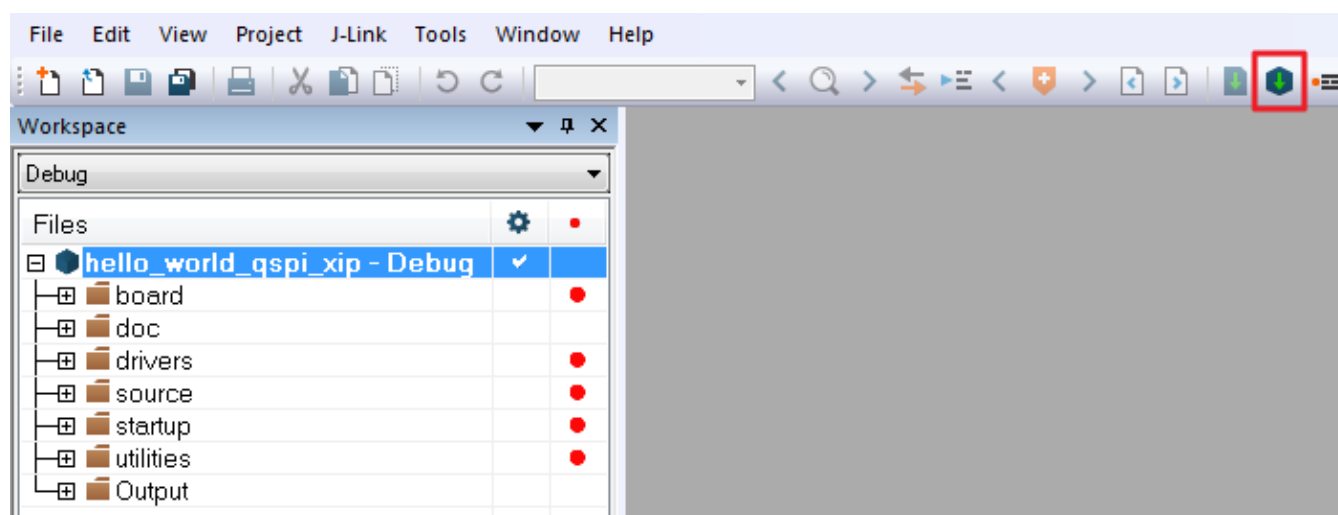 File Edit View Project J-Link Tools Window Help
Workspace
Debug
Files
hello_world_qspi_xip - Debug
board
doc
drivers
source
startup
utilities
Output